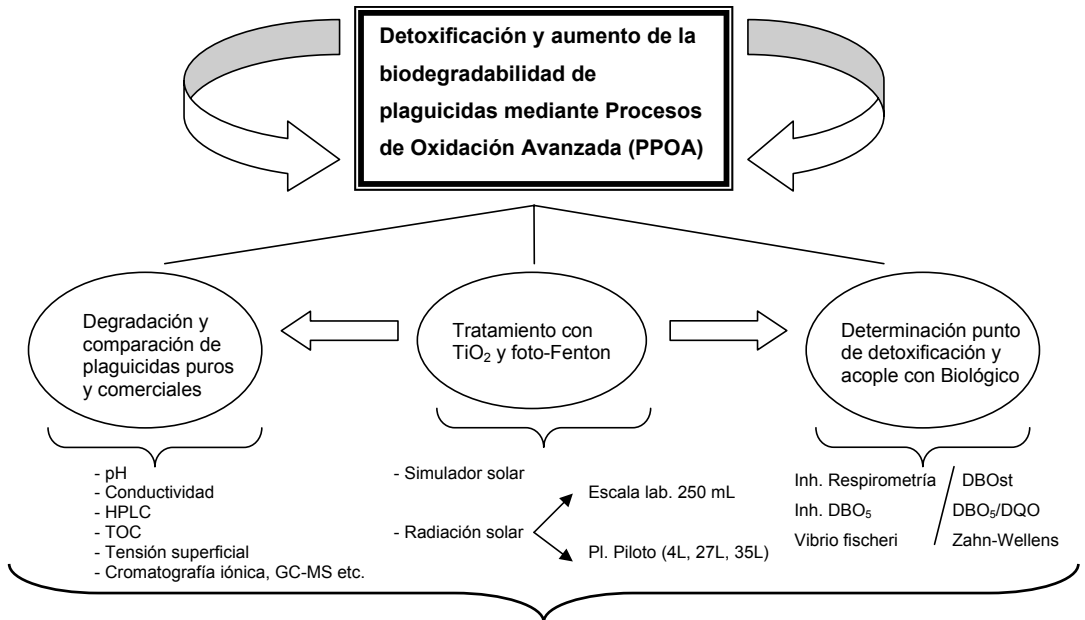 Detoxificación y aumento de la
biodegradabilidad de
plaguicidas mediante Procesos
de Oxidación Avanzada (PPOA)
Degradación y
comparación de
plaguicidas puros
y comerciales
Tratamiento con
TiO₂ y foto-Fenton
Determinación punto
de detoxificación y
acople con Biológico
- pH
- Conductividad
- HPLC
- TOC
- Tensión superficial
- Cromatografía iónica, GC-MS etc.
- Simulador solar
- Radiación solar
Escala lab. 250 mL
Pl. Piloto (4L, 27L, 35L)
Inh. Respirometría / DBOst
Inh. DBO₅ DBO₅/DQO
Vibrio fischeri Zahn-Wellens